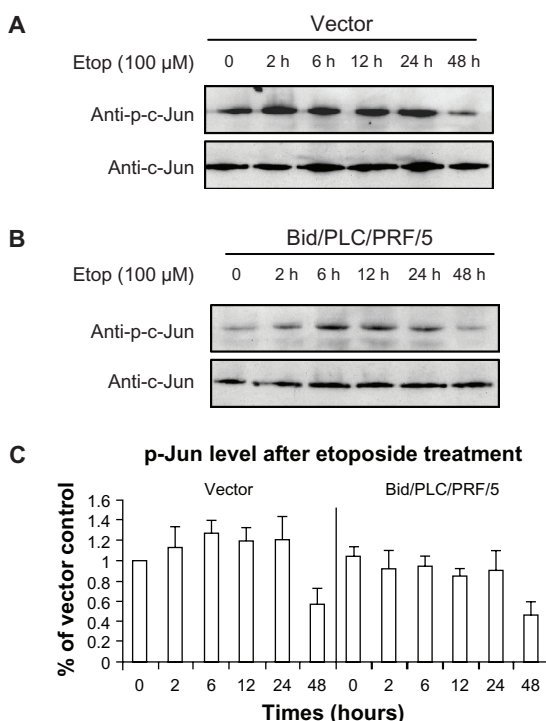 A
Vector
Etop (100 µM) 0 2 h 6 h 12 h 24 h 48 h
Anti-p-c-Jun
Anti-c-Jun
B
Bid/PLC/PRF/5
Etop (100 µM) 0 2 h 6 h 12 h 24 h 48 h
Anti-p-c-Jun
Anti-c-Jun
C
p-Jun level after etoposide treatment
% of vector control
1.6
1.4
1.2
1
0.8
0.6
0.4
0.2
0
Vector
Bid/PLC/PRF/5
0 2 6 12 24 48 0 2 6 12 24 48
Times (hours)